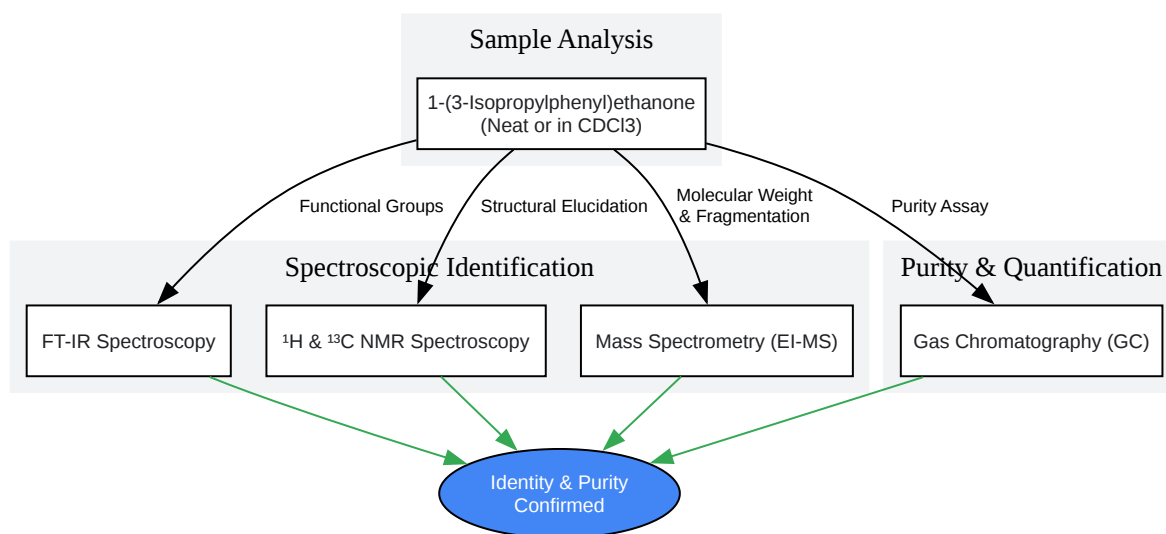 Sample Analysis
1-(3-Isopropylphenyl)ethanone
(Neat or in CDCl3)
Functional Groups
Structural Elucidation
Molecular Weight
& Fragmentation
Purity Assay
Spectroscopic Identification
Purity & Quantification
FT-IR Spectroscopy
¹H & ¹³C NMR Spectroscopy
Mass Spectrometry (EI-MS)
Gas Chromatography (GC)
Identity & Purity
Confirmed